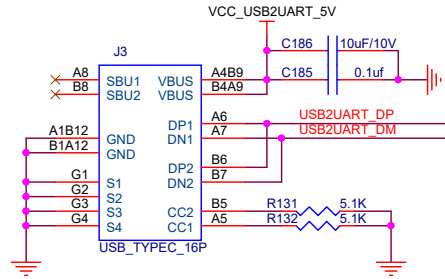 VCC_USB2UART_5V
J3
C186 10uF/10V
C185 0.1uf
A8 SBU1 VBUS A4B9
B8 SBU2 VBUS B4A9
USB2UART_DP
A6 DP1
USB2UART_DM
A1B12 GND DN1 A7
B1A12 GND
DP2 B6
G1 S1 DN2 B7
G2 S2
G3 S3 CC2 B5 R131 5.1K
G4 S4 CC1 A5 R132 5.1K
USB_TYPEC_16P